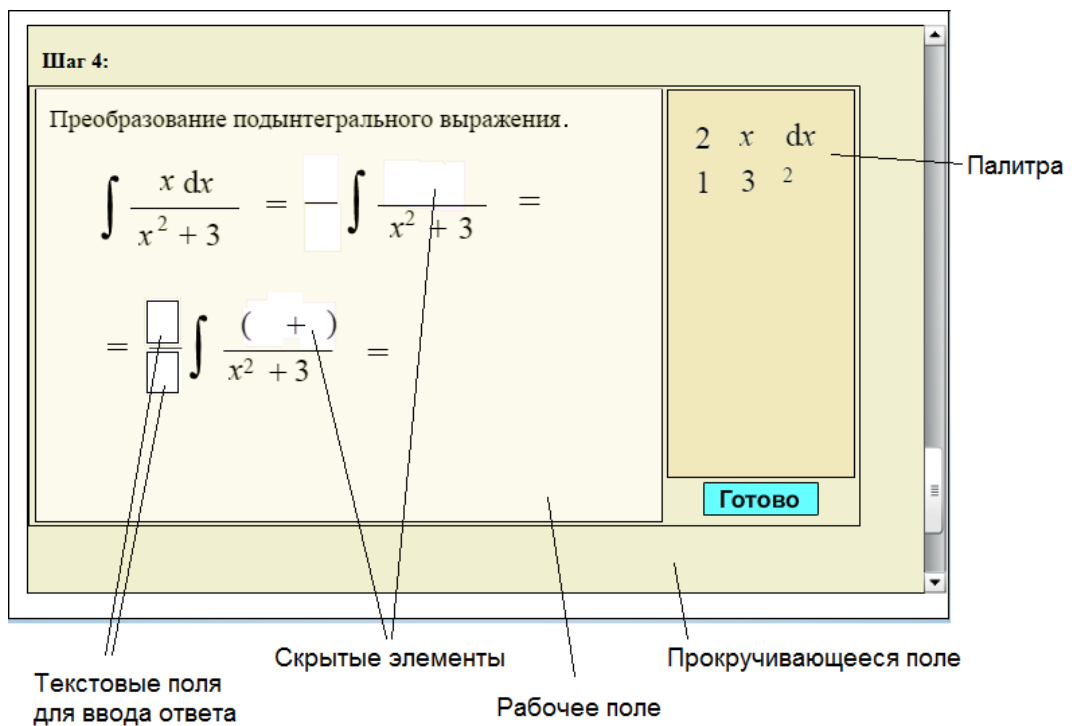 Шаг 4:
Преобразование подынтегрального выражения.
2 x dx
1 3 2
Палитра
∫ x dx / x² + 3 = ∫ / x² + 3 =
= ∫ ( + ) / x² + 3 =
Готово
Скрытые элементы
Прокручивающееся поле
Текстовые поля
для ввода ответа
Рабочее поле